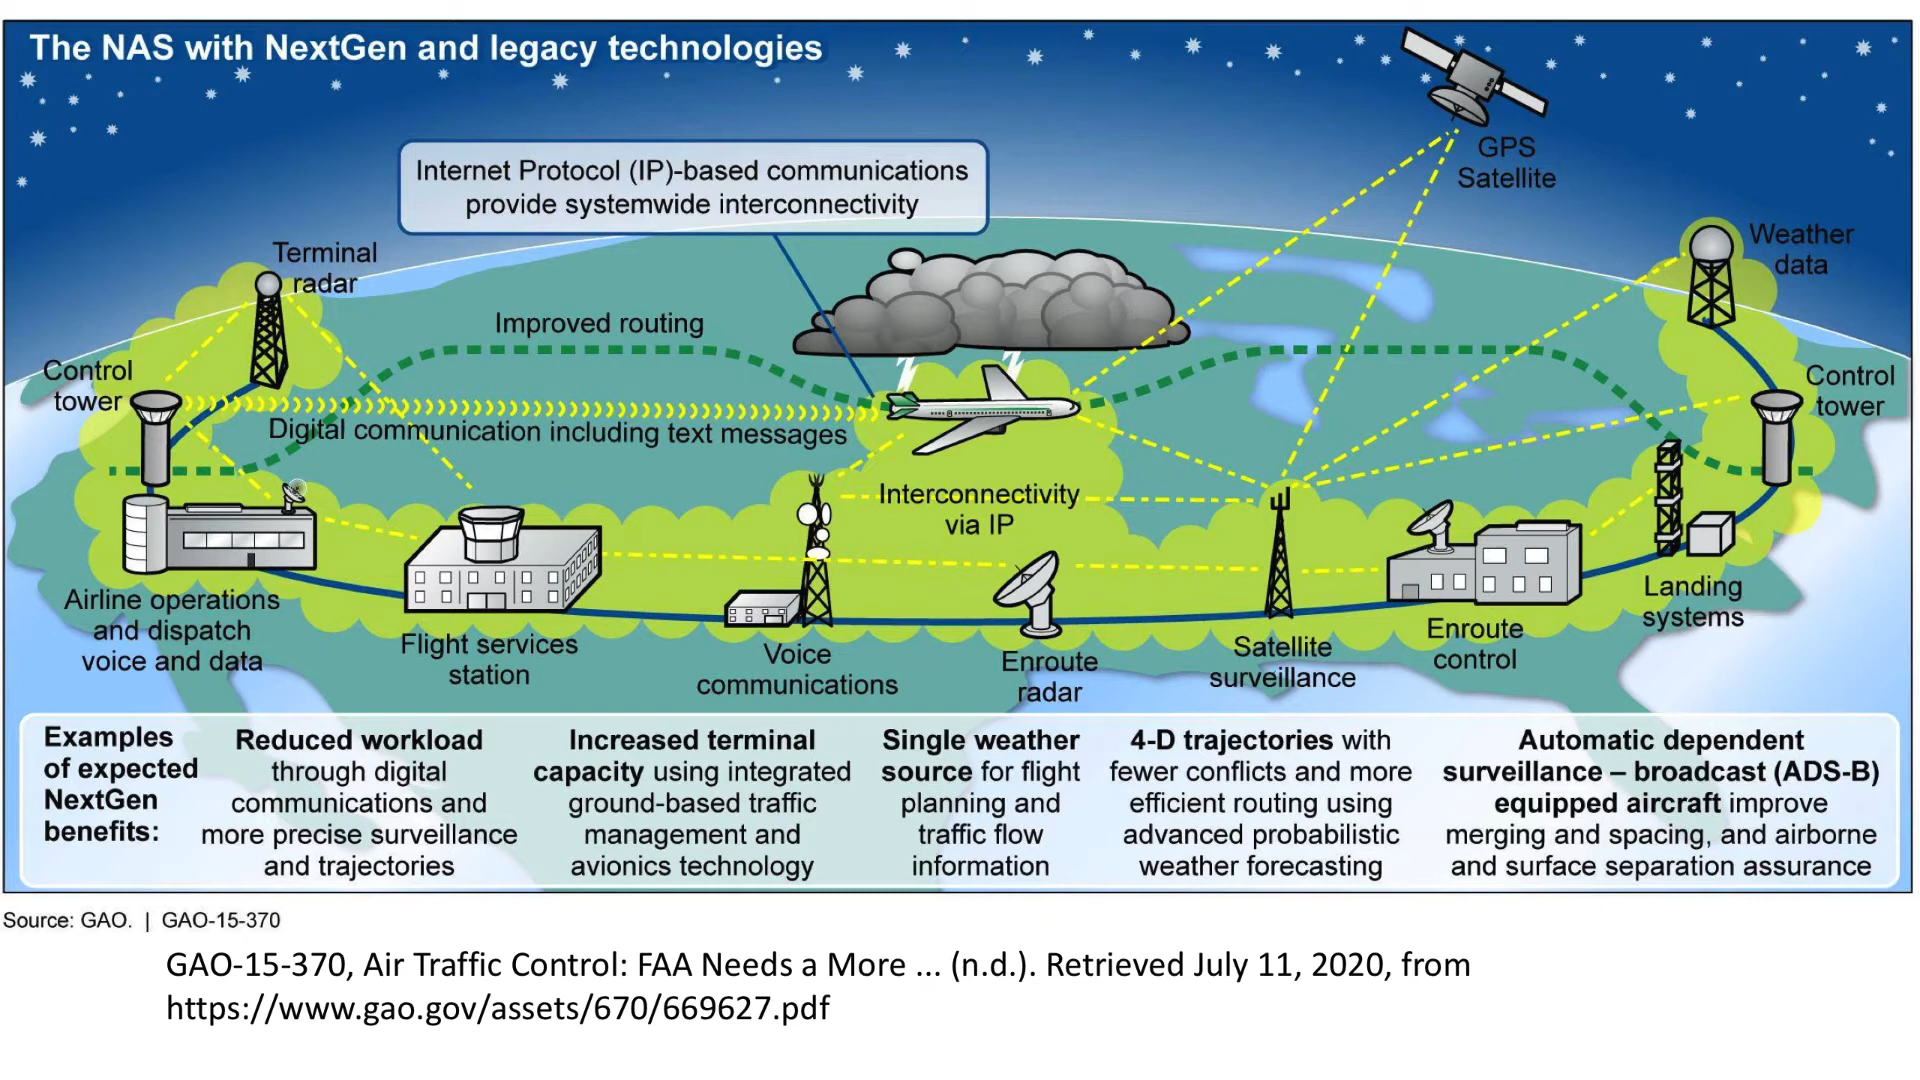 The NAS with NextGen and legacy technologies
Internet Protocol (IP)-based communications
provide systemwide interconnectivity
GPS
Satellite
Terminal
radar
Weather
data
Improved routing
Control
tower
Control
tower
Digital communication including text messages
Interconnectivity
via IP
Airline operations
and dispatch
voice and data
Flight services
station
Voice
communications
Enroute
radar
Satellite
surveillance
Enroute
control
Landing
systems
Examples
of expected
NextGen
benefits:
Reduced workload
through digital
communications and
more precise surveillance
and trajectories
Increased terminal
capacity using integrated
ground-based traffic
management and
avionics technology
Single weather
source for flight
planning and
traffic flow
information
4-D trajectories with
fewer conflicts and more
efficient routing using
advanced probabilistic
weather forecasting
Automatic dependent
surveillance – broadcast (ADS-B)
equipped aircraft improve
merging and spacing, and airborne
and surface separation assurance
Source: GAO. | GAO-15-370
GAO-15-370, Air Traffic Control: FAA Needs a More ... (n.d.). Retrieved July 11, 2020, from
https://www.gao.gov/assets/670/669627.pdf